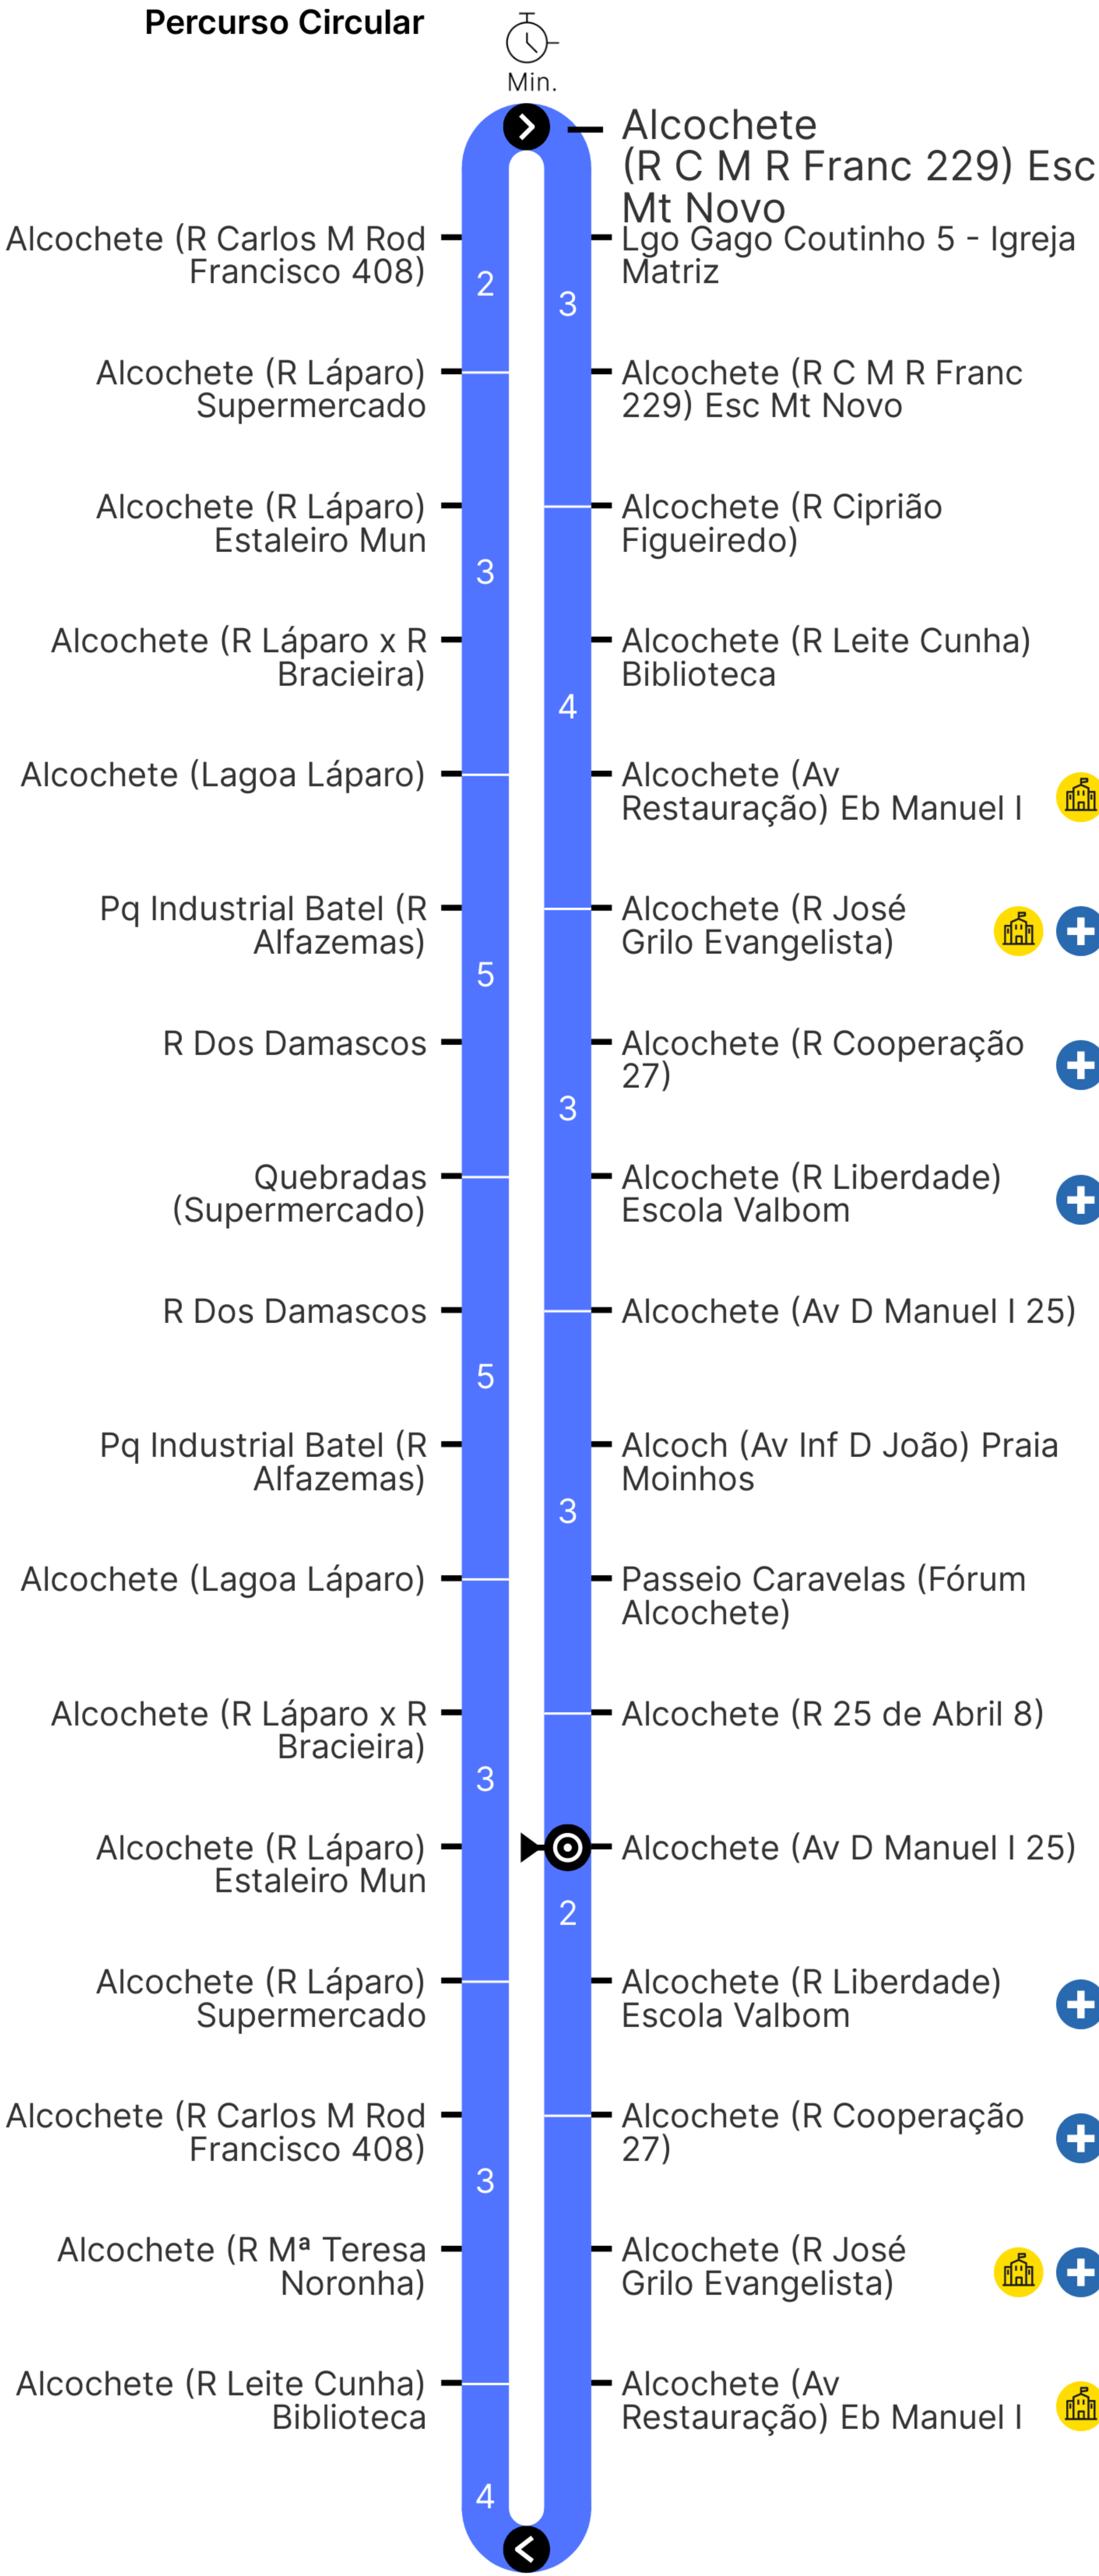 Percurso Circular
Min.
Alcochete
(R C M R Franc 229) Esc
Mt Novo
Lgo Gago Coutinho 5 - Igreja
Matriz
3
Alcochete (R C M R Franc
229) Esc Mt Novo
Alcochete (R Ciprião
Figueiredo)
Alcochete (R Leite Cunha)
Biblioteca
4
Alcochete (Av
Restauração) Eb Manuel I
Alcochete (R José
Grilo Evangelista)
Alcochete (R Cooperação
27)
3
Alcochete (R Liberdade)
Escola Valbom
Alcochete (Av D Manuel I 25)
Alcoch (Av Inf D João) Praia
Moinhos
3
Passeio Caravelas (Fórum
Alcochete)
Alcochete (R 25 de Abril 8)
Alcochete (Av D Manuel I 25)
2
Alcochete (R Liberdade)
Escola Valbom
Alcochete (R Cooperação
27)
Alcochete (R José
Grilo Evangelista)
Alcochete (Av
Restauração) Eb Manuel I
Alcochete (R Carlos M Rod
Francisco 408)
2
Alcochete (R Láparo)
Supermercado
Alcochete (R Láparo)
Estaleiro Mun
3
Alcochete (R Láparo x R
Bracieira)
Alcochete (Lagoa Láparo)
Pq Industrial Batel (R
Alfazemas)
5
R Dos Damascos
Quebradas
(Supermercado)
R Dos Damascos
5
Pq Industrial Batel (R
Alfazemas)
Alcochete (Lagoa Láparo)
Alcochete (R Láparo x R
Bracieira)
3
Alcochete (R Láparo)
Estaleiro Mun
Alcochete (R Láparo)
Supermercado
Alcochete (R Carlos M Rod
Francisco 408)
3
Alcochete (R Mª Teresa
Noronha)
Alcochete (R Leite Cunha)
Biblioteca
4